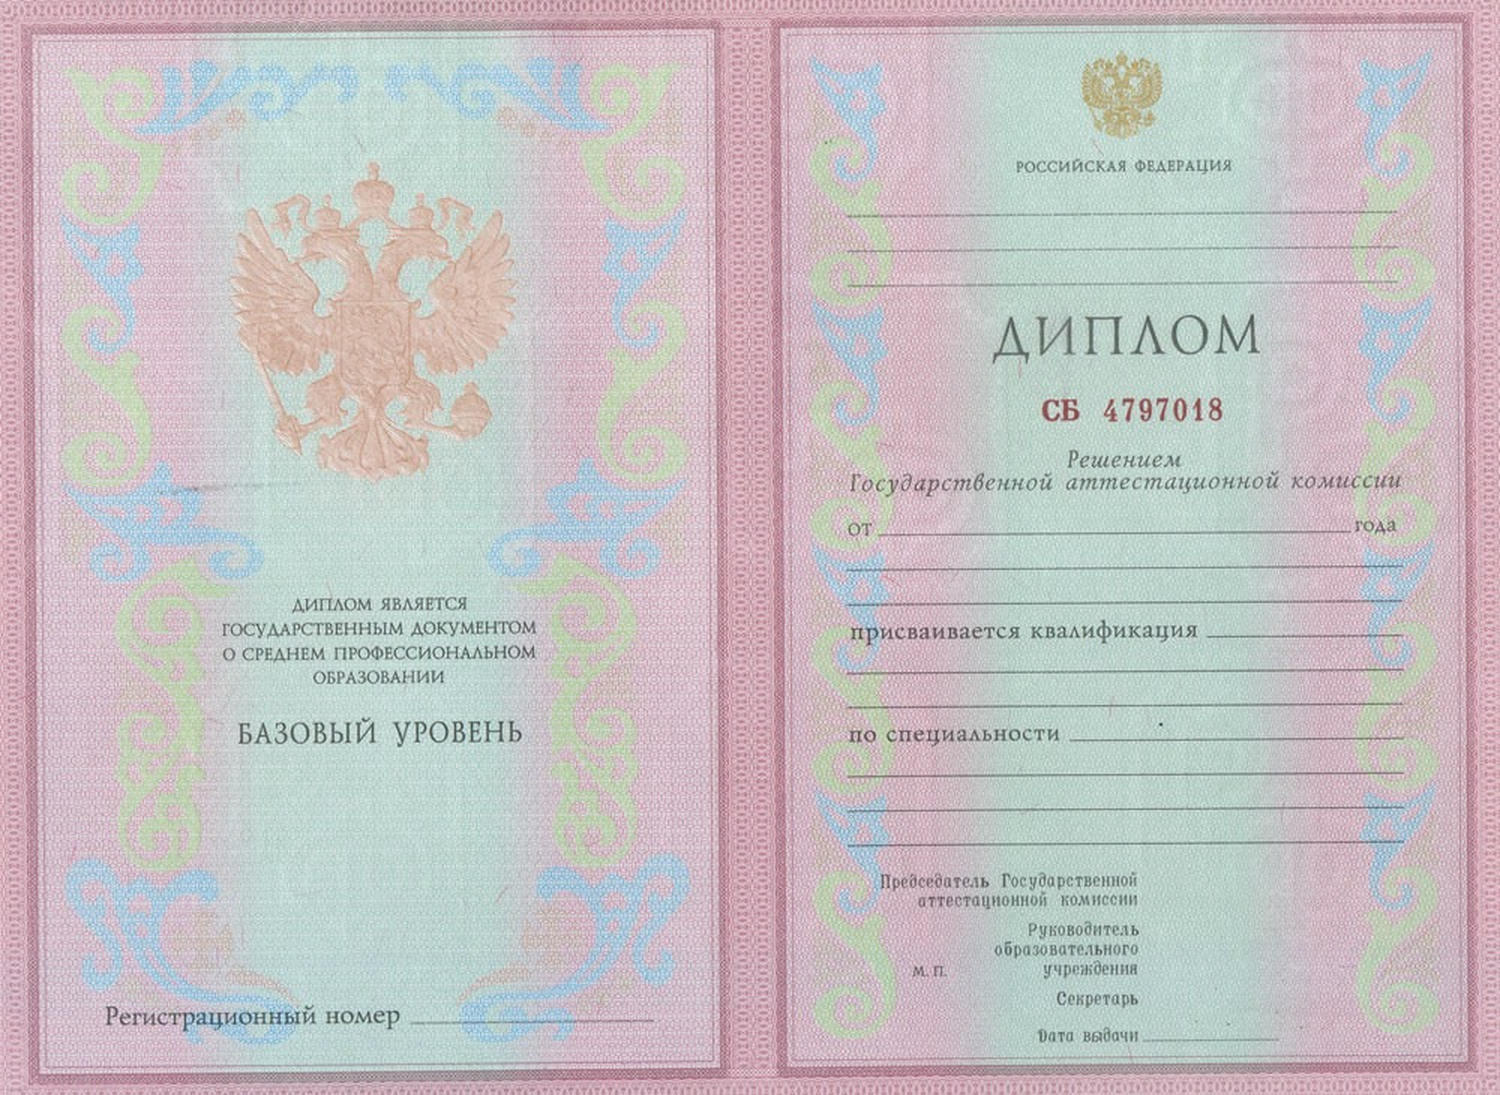 ДИПЛОМ ЯВЛЯЕТСЯ
ГОСУДАРСТВЕННЫМ ДОКУМЕНТОМ
О СРЕДНЕМ ПРОФЕССИОНАЛЬНОМ
ОБРАЗОВАНИИ
БАЗОВЫЙ УРОВЕНЬ
Регистрационный номер
РОССИЙСКАЯ ФЕДЕРАЦИЯ
ДИПЛОМ
СБ 4797018
Решением
Государственной аттестационной комиссии
от года
присваивается квалификация
по специальности
Председатель Государственной
аттестационной комиссии
Руководитель
образовательного
М. П. учреждения
Секретарь
Дата выдачи